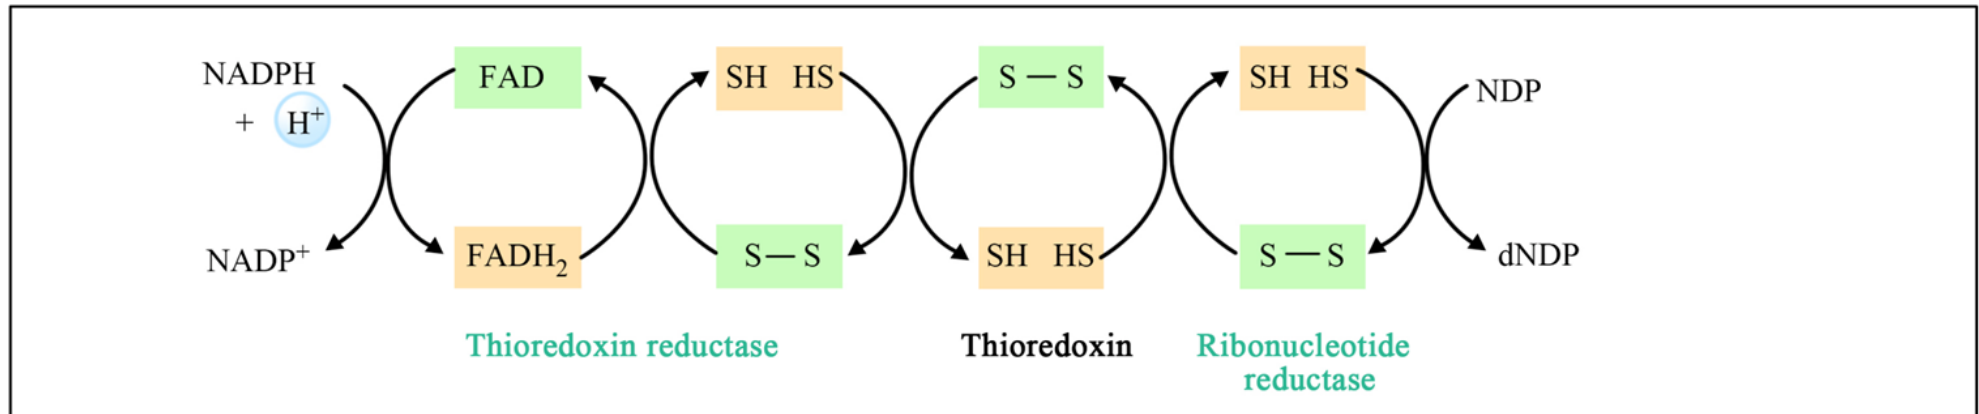 NADPH
+ H⁺
NADP⁺
FAD
FADH₂
SH HS
S — S
S — S
SH HS
SH HS
S — S
NDP
dNDP
Thioredoxin reductase
Thioredoxin
Ribonucleotide
reductase